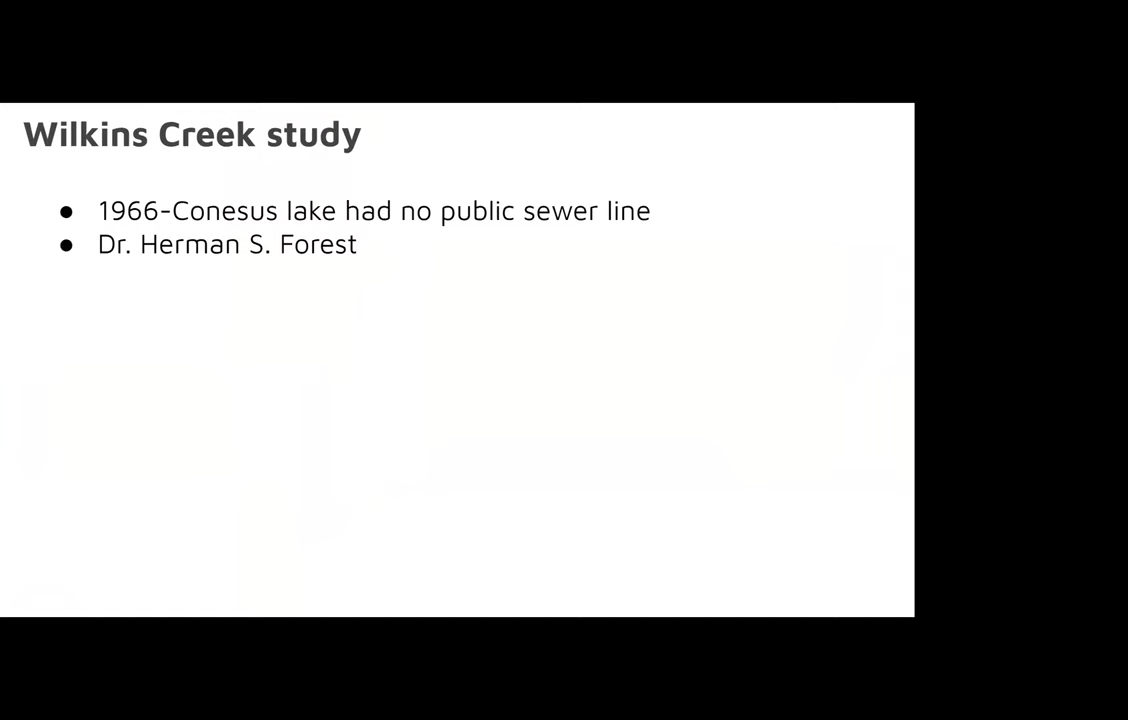 Wilkins Creek study
● 1966-Conesus lake had no public sewer line
● Dr. Herman S. Forest